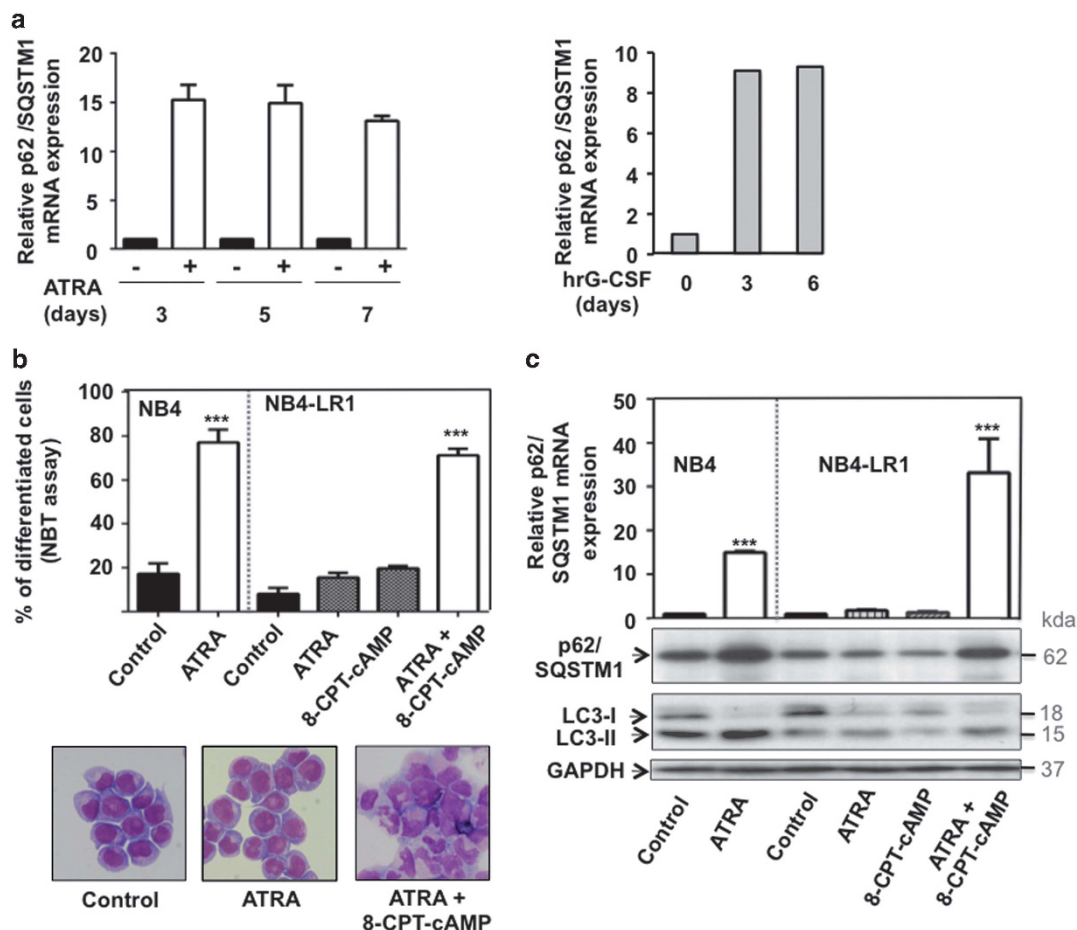 a
Relative p62 /SQSTM1
mRNA expression
20
15
10
5
0
- + - + - +
ATRA
(days)
3 5 7
Relative p62 /SQSTM1
mRNA expression
10
8
6
4
2
0
hrG-CSF
(days)
0 3 6
b
% of differentiated cells
(NBT assay)
100
80
60
40
20
NB4
NB4-LR1
***
***
Control
ATRA
Control
ATRA
8-CPT-cAMP
ATRA +
8-CPT-cAMP
Control
ATRA
ATRA +
8-CPT-cAMP
c
Relative p62/
SQSTM1 mRNA
expression
50
40
30
20
10
0
NB4
NB4-LR1
***
***
kda
p62/
SQSTM1
62
LC3-I
18
LC3-II
15
GAPDH
37
Control
ATRA
Control
ATRA
8-CPT-cAMP
ATRA +
8-CPT-cAMP